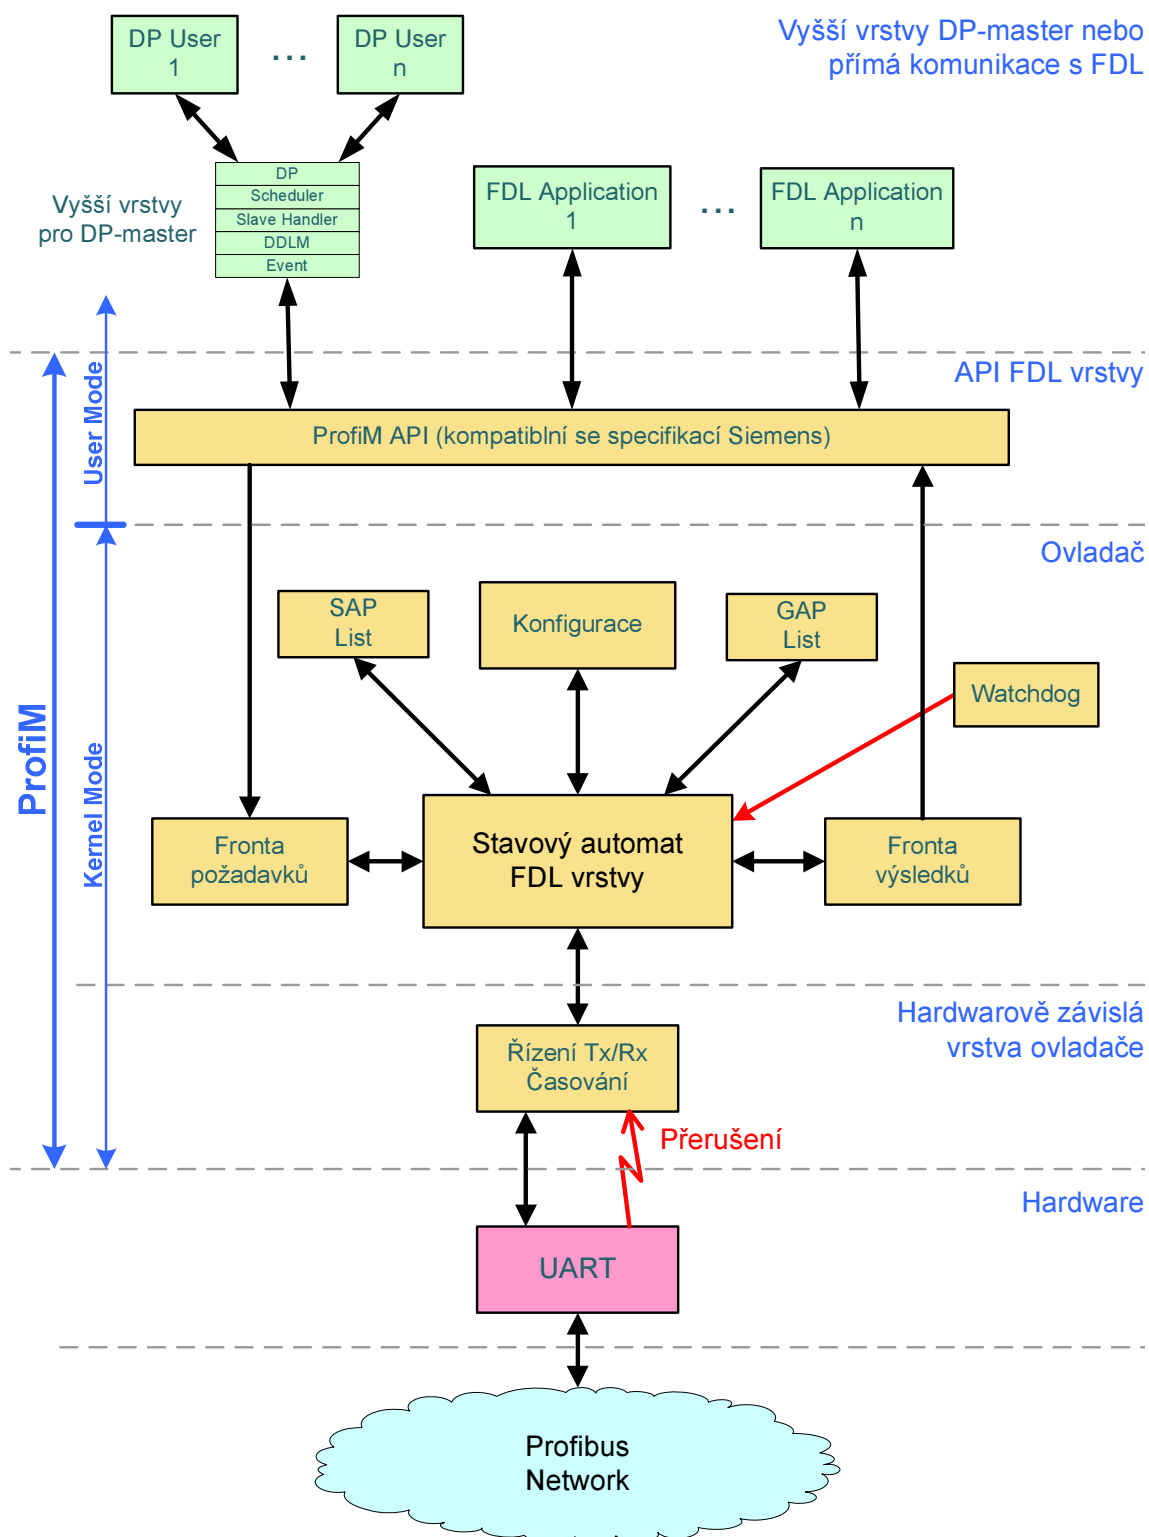 DP User
1
...
DP User
n
Vyšší vrstvy DP-master nebo
přímá komunikace s FDL
Vyšší vrstvy
pro DP-master
DP
Scheduler
Slave Handler
DDLM
Event
FDL Application
1
...
FDL Application
n
API FDL vrstvy
User Mode
ProfiM API (kompatiblní se specifikací Siemens)
Ovladač
SAP
List
Konfigurace
GAP
List
Watchdog
ProfiM
Kernel Mode
Fronta
požadavků
Stavový automat
FDL vrstvy
Fronta
výsledků
Hardwarově závislá
vrstva ovladače
Řízení Tx/Rx
Časování
Přerušení
Hardware
UART
Profibus
Network